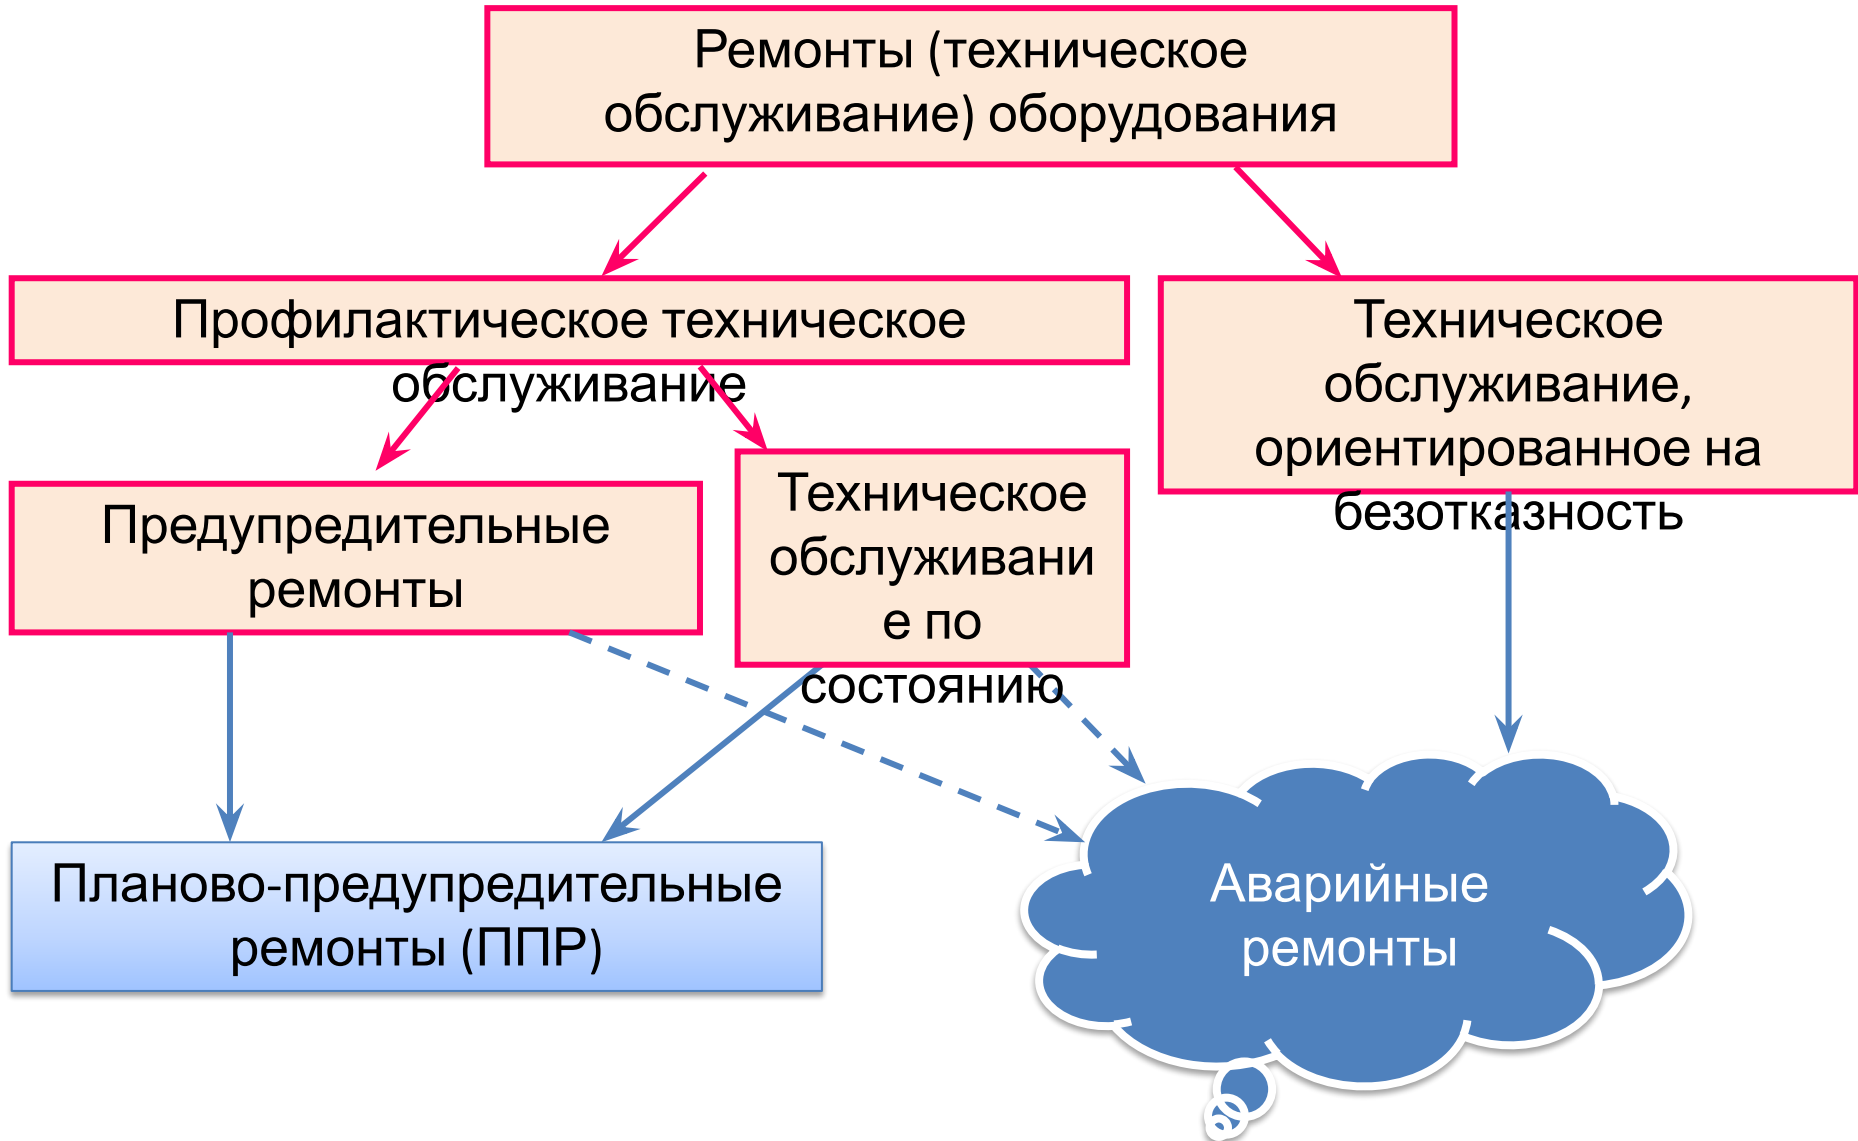 Ремонты (техническое
обслуживание) оборудования
Профилактическое техническое
обслуживание
Техническое
обслуживание,
ориентированное на
безотказность
Предупредительные
ремонты
Техническое
обслуживани
е по
состоянию
Планово-предупредительные
ремонты (ППР)
Аварийные
ремонты